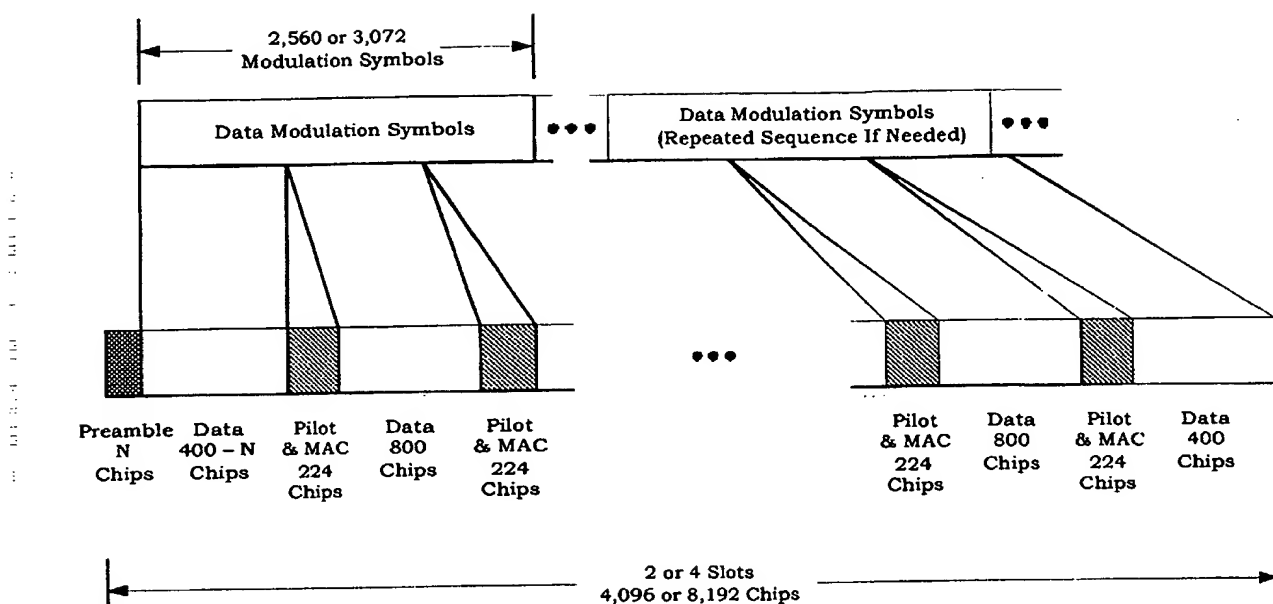 2,560 or 3,072
Modulation Symbols
Data Modulation Symbols
Data Modulation Symbols
(Repeated Sequence If Needed)
Preamble
N
Chips
Data
400 – N
Chips
Pilot
& MAC
224
Chips
Data
800
Chips
Pilot
& MAC
224
Chips
Pilot
& MAC
224
Chips
Data
800
Chips
Pilot
& MAC
224
Chips
Data
400
Chips
2 or 4 Slots
4,096 or 8,192 Chips